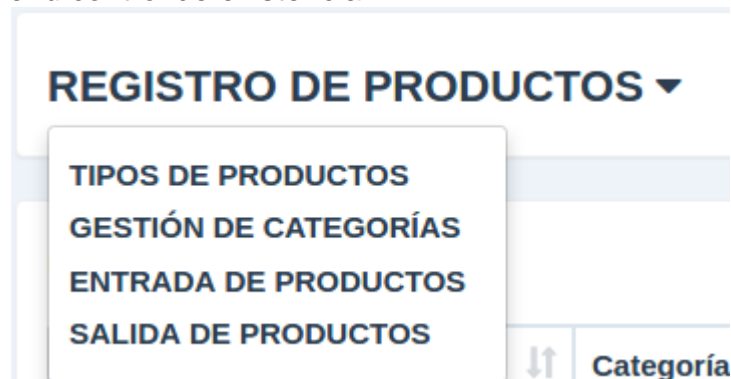 REGISTRO DE PRODUCTOS
TIPOS DE PRODUCTOS
GESTIÓN DE CATEGORÍAS
ENTRADA DE PRODUCTOS
SALIDA DE PRODUCTOS
Categoría